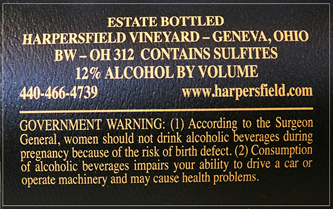 ESTATE BOTTLED
HARPERSFIELD VINEYARD – GENEVA, OHIO
BW – OH 312 CONTAINS SULFITES
12% ALCOHOL BY VOLUME
440-466-4739 www.harpersfield.com
GOVERNMENT WARNING: (1) According to the Surgeon
General, women should not drink alcoholic beverages during
pregnancy because of the risk of birth defect. (2) Consumption
of alcoholic beverages impairs your ability to drive a car or
operate machinery and may cause health problems.